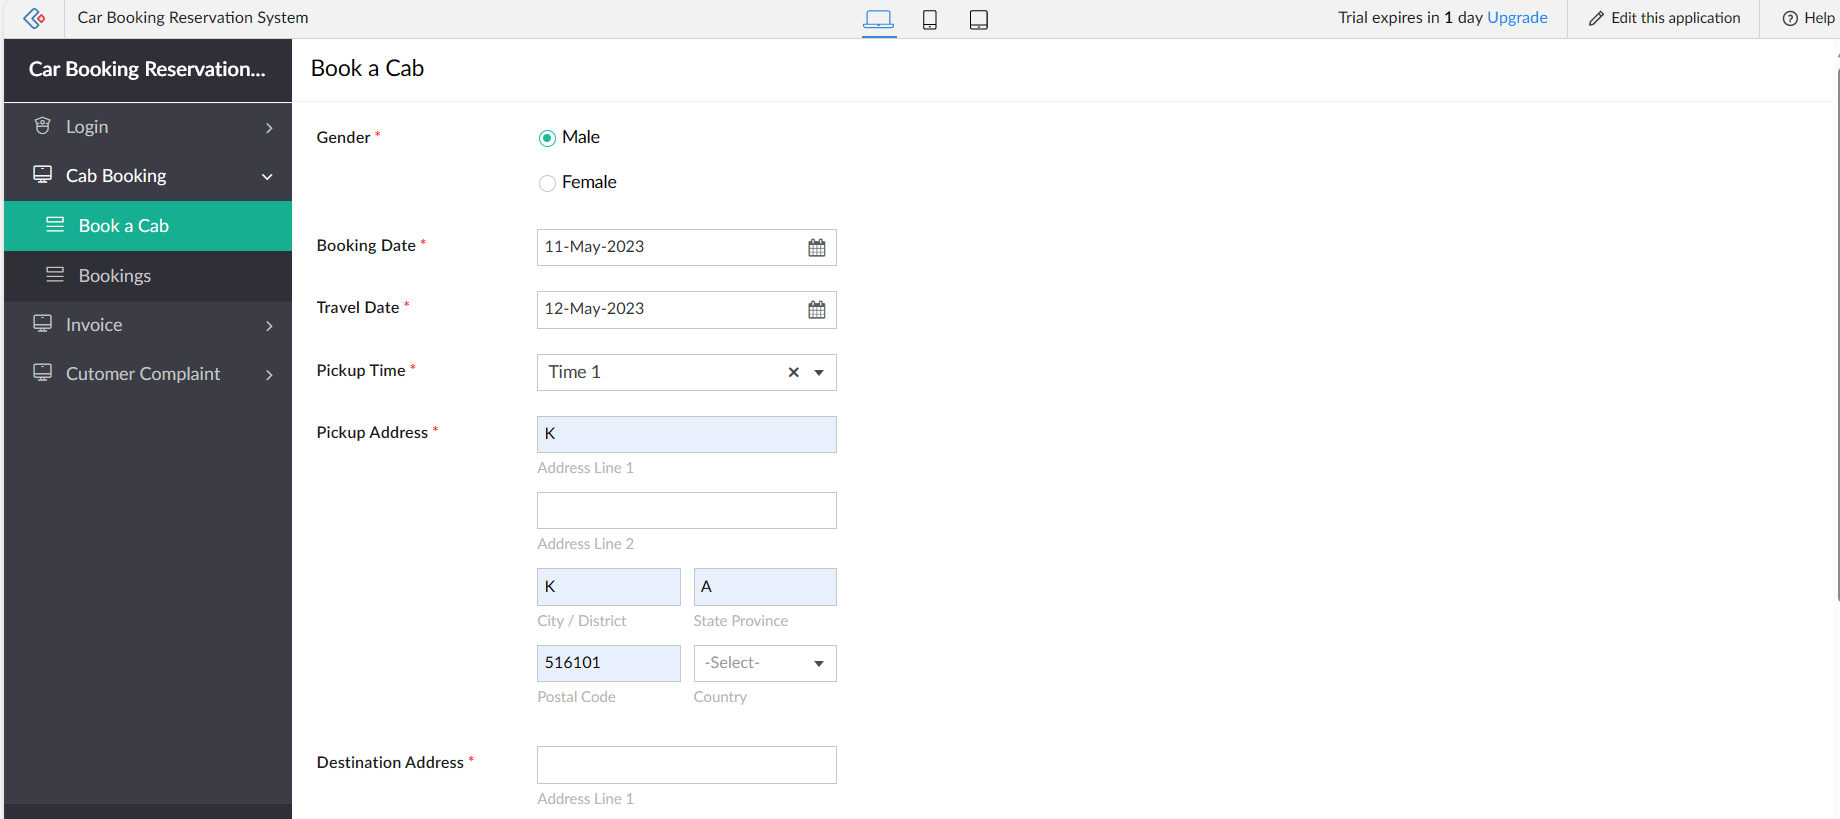 Car Booking Reservation System
Trial expires in 1 day Upgrade
Edit this application
Help
Car Booking Reservation...
Login
Cab Booking
Book a Cab
Bookings
Invoice
Cutomer Complaint
Book a Cab
Gender *
Male
Female
Booking Date *
11-May-2023
Travel Date *
12-May-2023
Pickup Time *
Time 1
Pickup Address *
K
Address Line 1
Address Line 2
K
A
City / District
State Province
516101
-Select-
Postal Code
Country
Destination Address *
Address Line 1